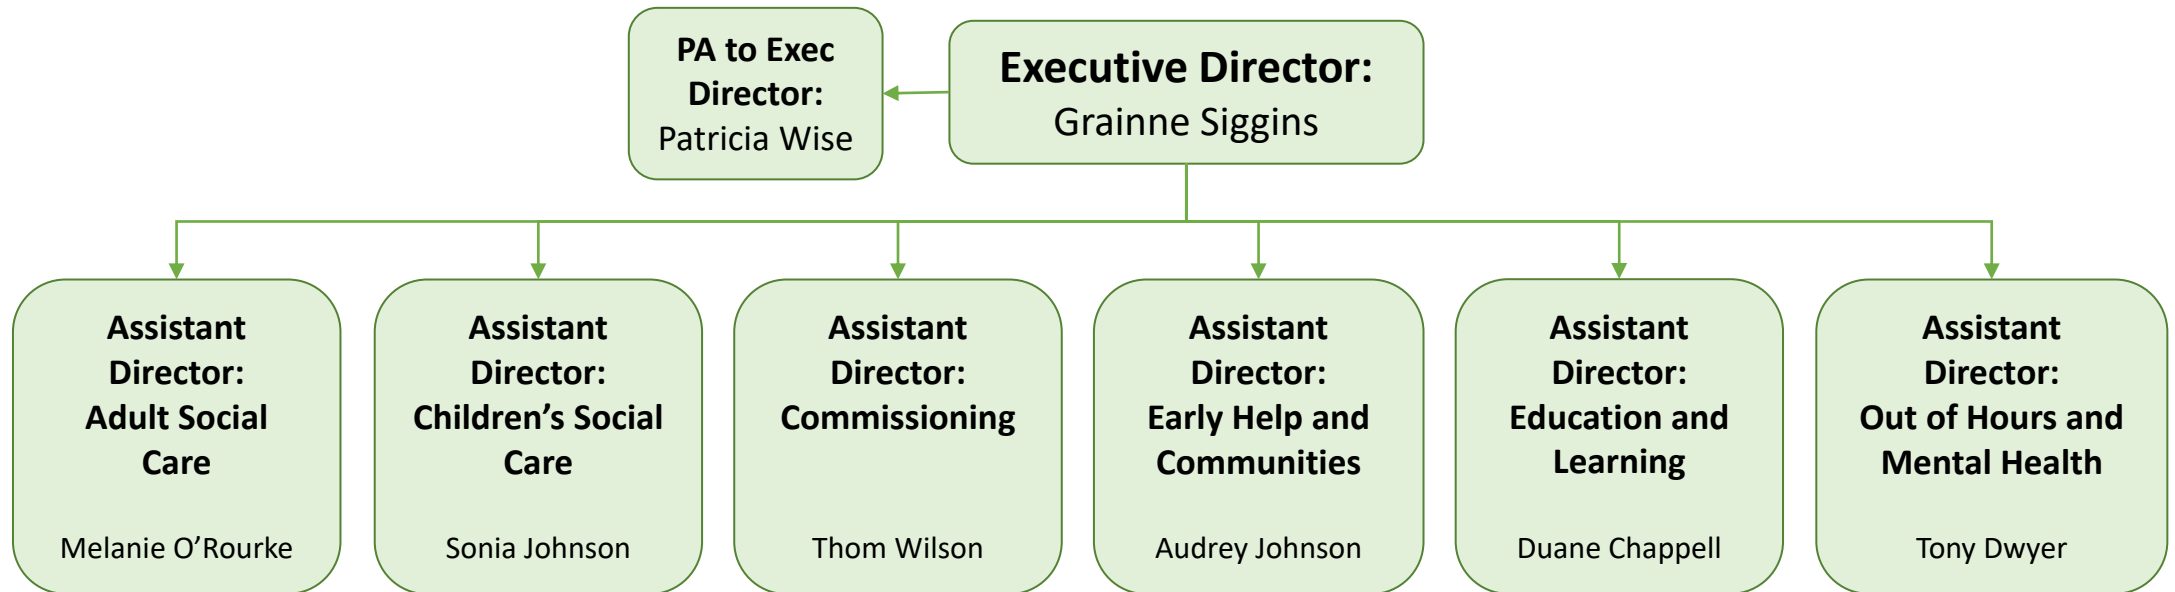 PA to Exec
Director:
Patricia Wise
Executive Director:
Grainne Siggins
Assistant
Director:
Adult Social
Care
Melanie O’Rourke
Assistant
Director:
Children’s Social
Care
Sonia Johnson
Assistant
Director:
Commissioning
Thom Wilson
Assistant
Director:
Early Help and
Communities
Audrey Johnson
Assistant
Director:
Education and
Learning
Duane Chappell
Assistant
Director:
Out of Hours and
Mental Health
Tony Dwyer